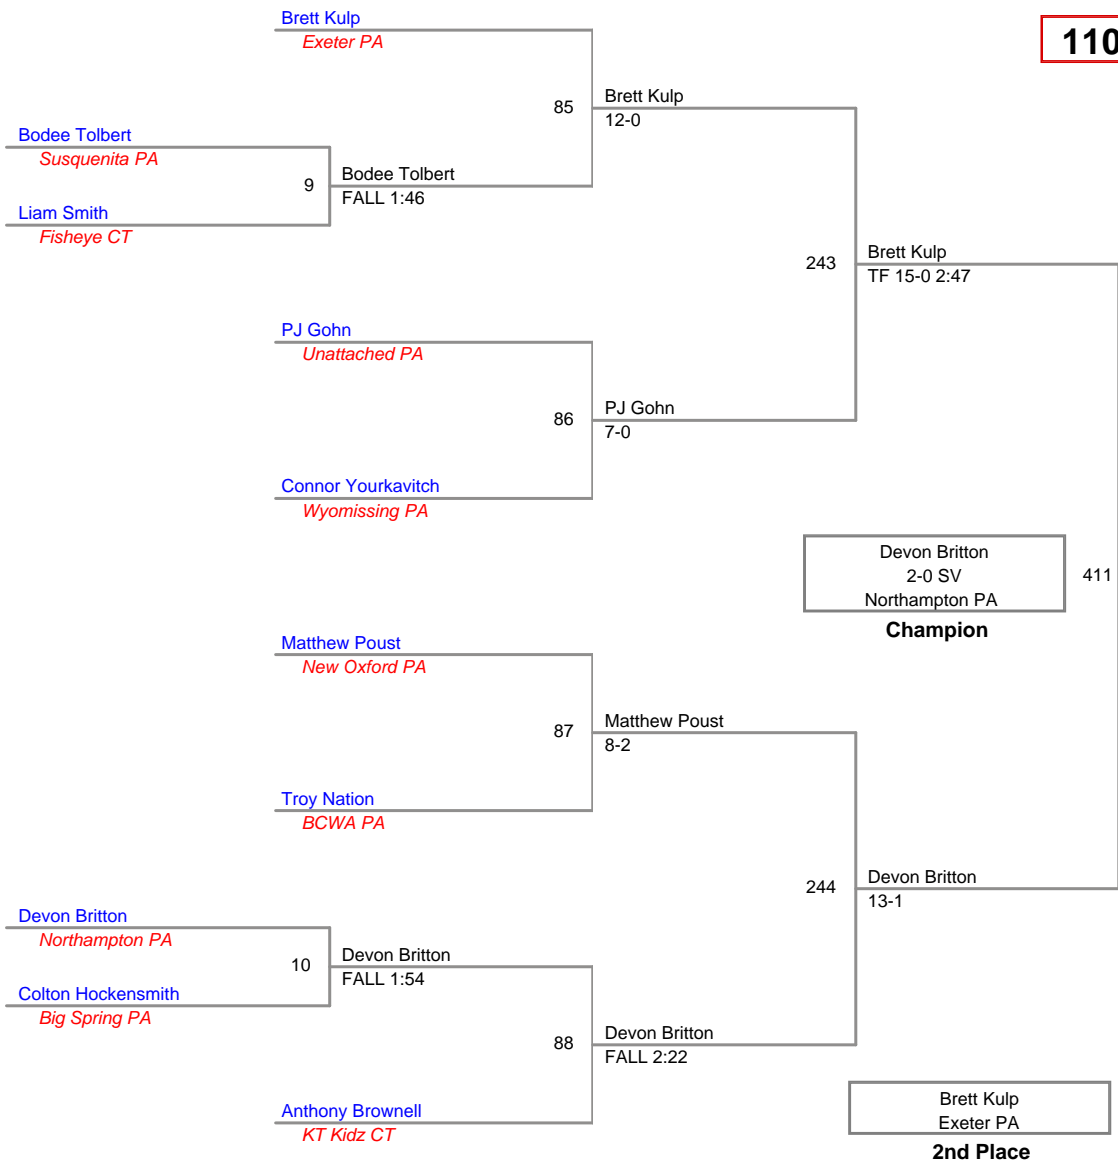 Brett Kulp
Exeter PA
110
85
Brett Kulp
12-0
Bodee Tolbert
Susquenita PA
9
Bodee Tolbert
FALL 1:46
Liam Smith
Fisheye CT
243
Brett Kulp
TF 15-0 2:47
PJ Gohn
Unattached PA
86
PJ Gohn
7-0
Connor Yourkavitch
Wyomissing PA
Devon Britton
2-0 SV
Northampton PA
411
Champion
Matthew Poust
New Oxford PA
87
Matthew Poust
8-2
Troy Nation
BCWA PA
244
Devon Britton
13-1
Devon Britton
Northampton PA
10
Devon Britton
FALL 1:54
Colton Hockensmith
Big Spring PA
88
Devon Britton
FALL 2:22
Anthony Brownell
KT Kidz CT
Brett Kulp
Exeter PA
2nd Place